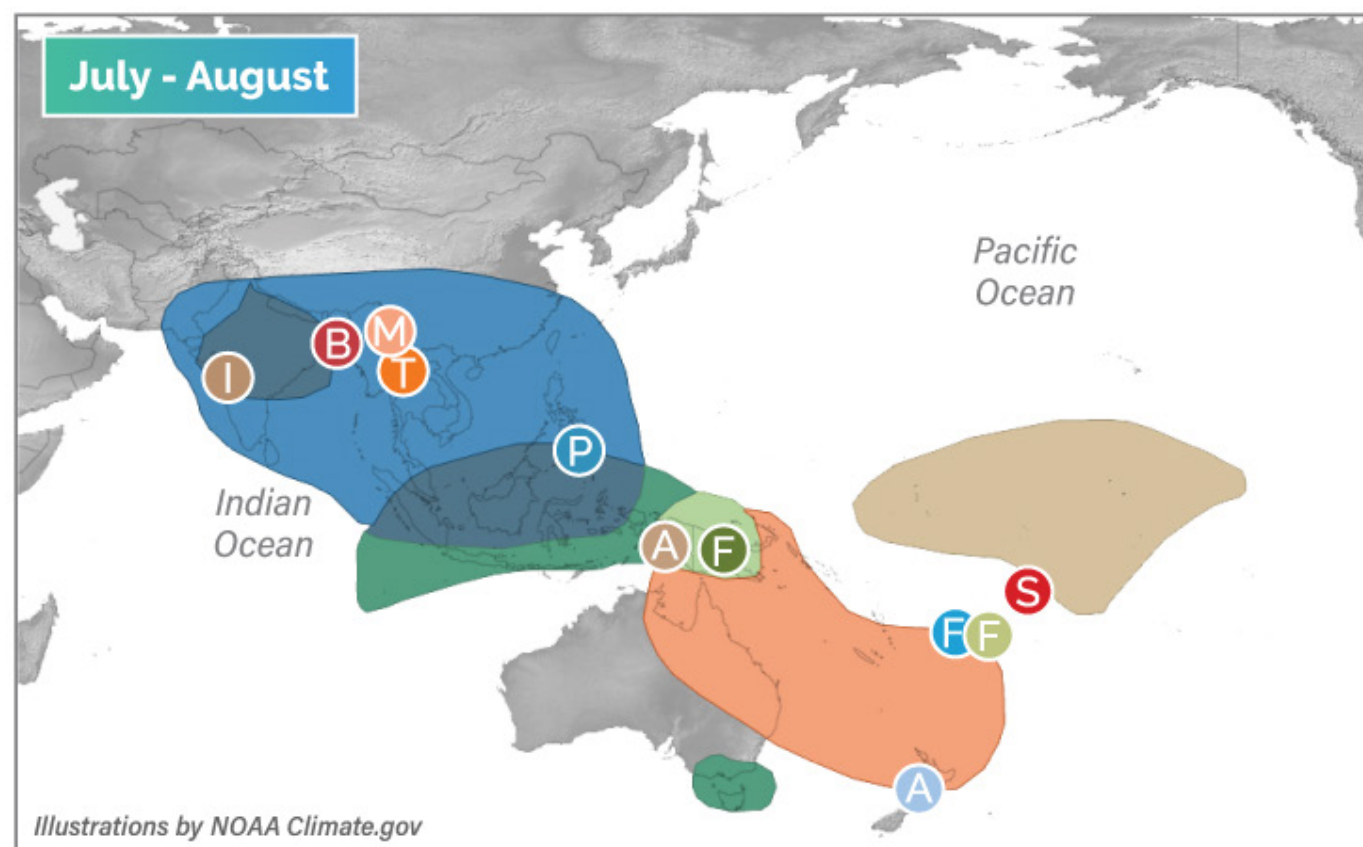 July - August
Pacific
Ocean
B
M
I
T
P
Indian
Ocean
A
F
S
F
F
A
Illustrations by NOAA Climate.gov